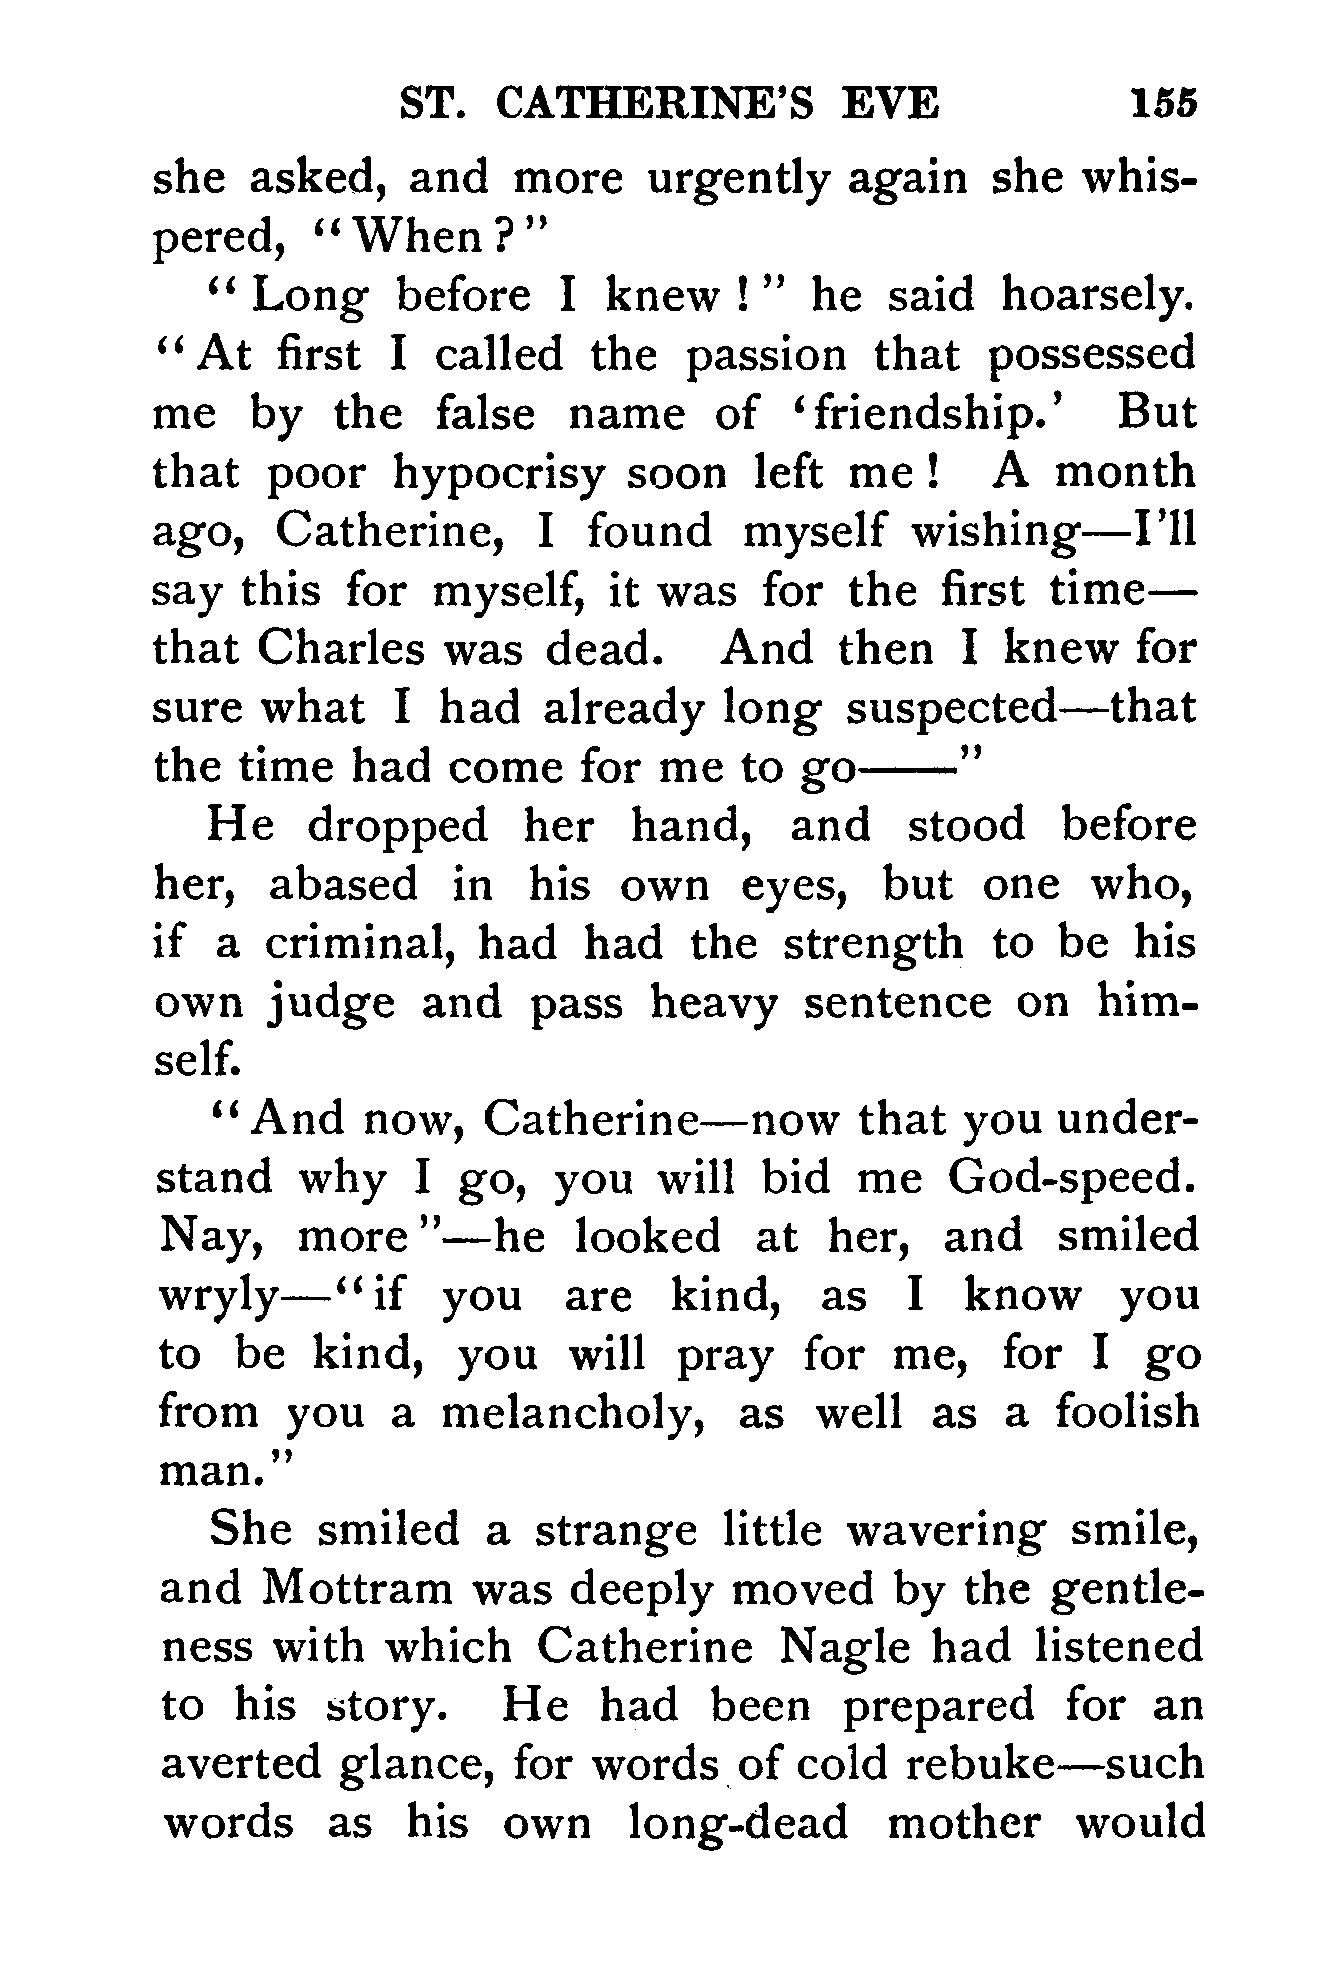 ST. CATHERINE'S EVE 155
she asked, and more urgently again she whis-
pered, "When?"
"Long before I knew!" he said hoarsely.
"At first I called the passion that possessed
me by the false name of 'friendship.' But
that poor hypocrisy soon left me! A month
ago, Catherine, I found myself wishing—I'll
say this for myself, it was for the first time—
that Charles was dead. And then I knew for
sure what I had already long suspected—that
the time had come for me to go——"
He dropped her hand, and stood before
her, abased in his own eyes, but one who,
if a criminal, had had the strength to be his
own judge and pass heavy sentence on him-
self.
"And now, Catherine—now that you under-
stand why I go, you will bid me God-speed.
Nay, more"—he looked at her, and smiled
wryly—"if you are kind, as I know you
to be kind, you will pray for me, for I go
from you a melancholy, as well as a foolish
man."
She smiled a strange little wavering smile,
and Mottram was deeply moved by the gentle-
ness with which Catherine Nagle had listened
to his story. He had been prepared for an
averted glance, for words of cold rebuke—such
words as his own long-dead mother would